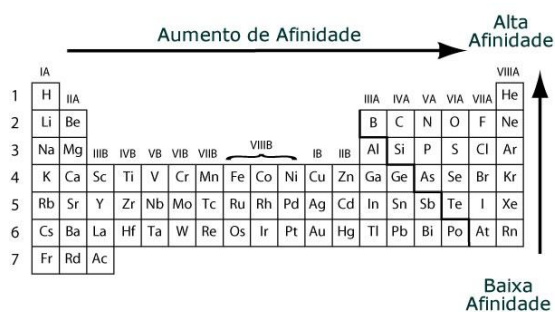 Aumento de Afinidade
Alta
Afinidade
IA VIIIA
1 H IIA IIIA IVA VA VIA VIIA He
2 Li Be B C N O F Ne
3 Na Mg IIIB IVB VB VIB VIIB VIIIB IB IIB Al Si P S Cl Ar
4 K Ca Sc Ti V Cr Mn Fe Co Ni Cu Zn Ga Ge As Se Br Kr
5 Rb Sr Y Zr Nb Mo Tc Ru Rh Pd Ag Cd In Sn Sb Te I Xe
6 Cs Ba La Hf Ta W Re Os Ir Pt Au Hg Tl Pb Bi Po At Rn
7 Fr Rd Ac
Baixa
Afinidade